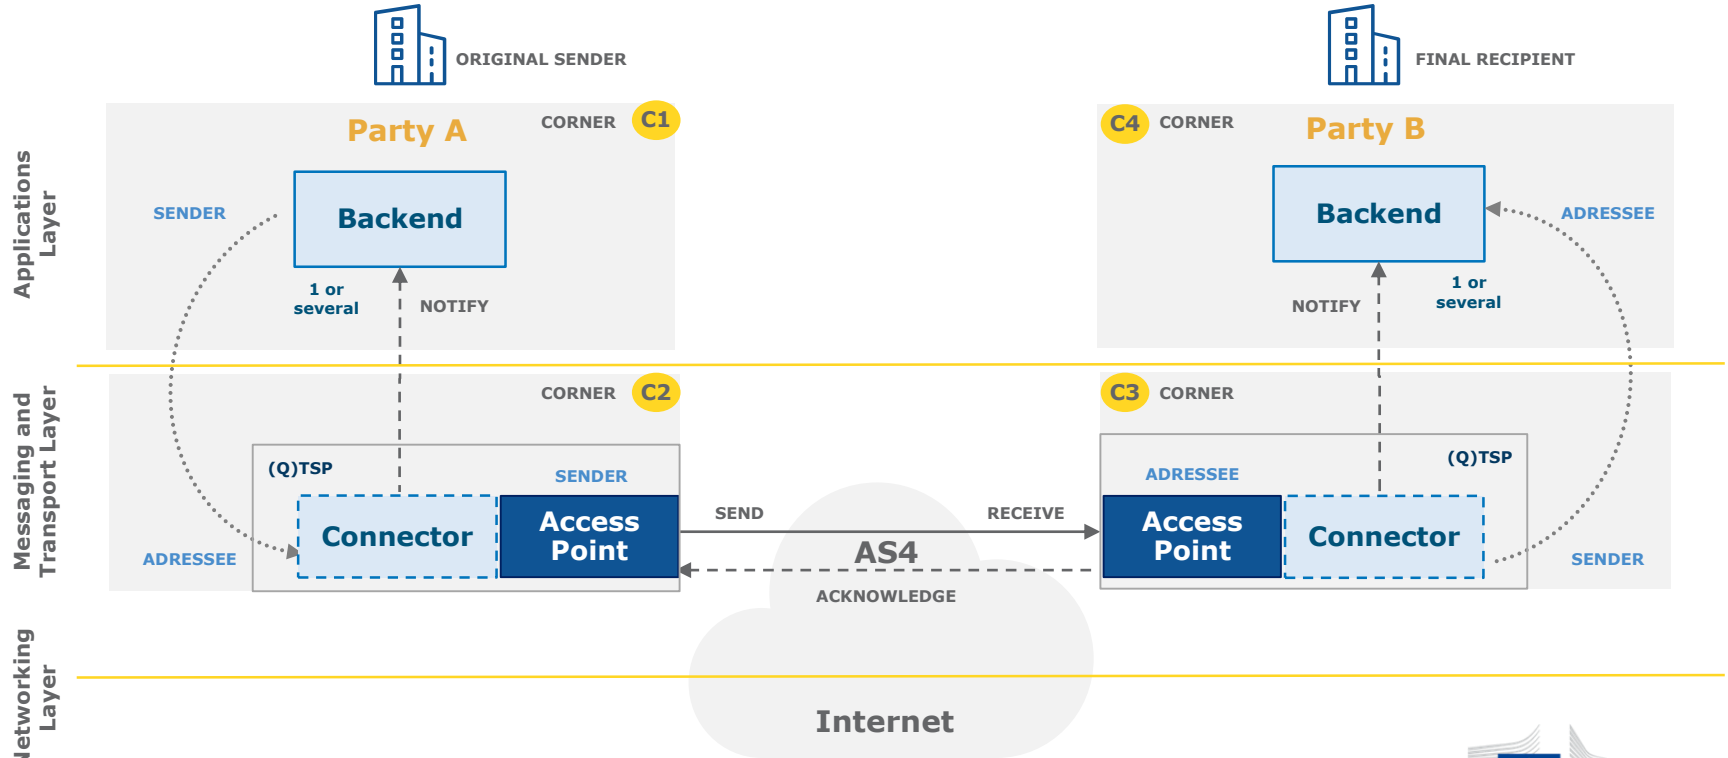 ORIGINAL SENDER
FINAL RECIPIENT
Applications
Layer
Party A
CORNER C1
SENDER
Backend
1 or
several
NOTIFY
C4 CORNER
Party B
Backend
ADRESSEE
NOTIFY
1 or
several
Messaging and
Transport Layer
CORNER C2
(Q)TSP
SENDER
Connector
Access
Point
ADRESSEE
SEND
RECEIVE
AS4
ACKNOWLEDGE
C3 CORNER
ADRESSEE
(Q)TSP
Access
Point
Connector
SENDER
Networking
Layer
Internet